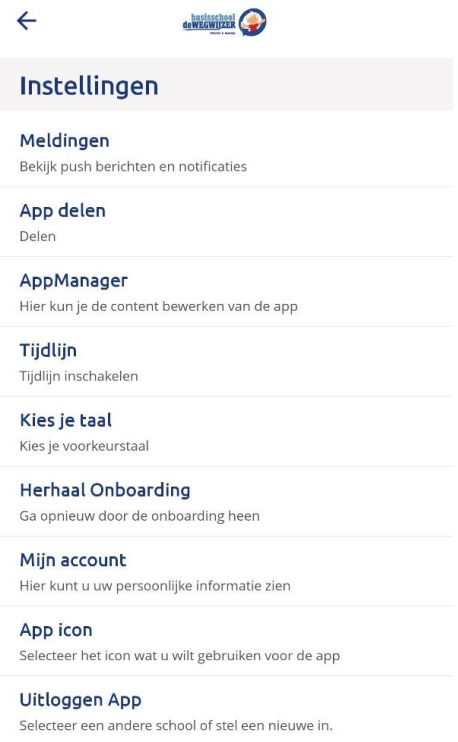 basisschool
deWEGWIJZER
Instellingen
Meldingen
Bekijk push berichten en notificaties
App delen
Delen
AppManager
Hier kun je de content bewerken van de app
Tijdlijn
Tijdlijn inschakelen
Kies je taal
Kies je voorkeurstaal
Herhaal Onboarding
Ga opnieuw door de onboarding heen
Mijn account
Hier kunt u uw persoonlijke informatie zien
App icon
Selecteer het icon wat u wilt gebruiken voor de app
Uitloggen App
Selecteer een andere school of stel een nieuwe in.